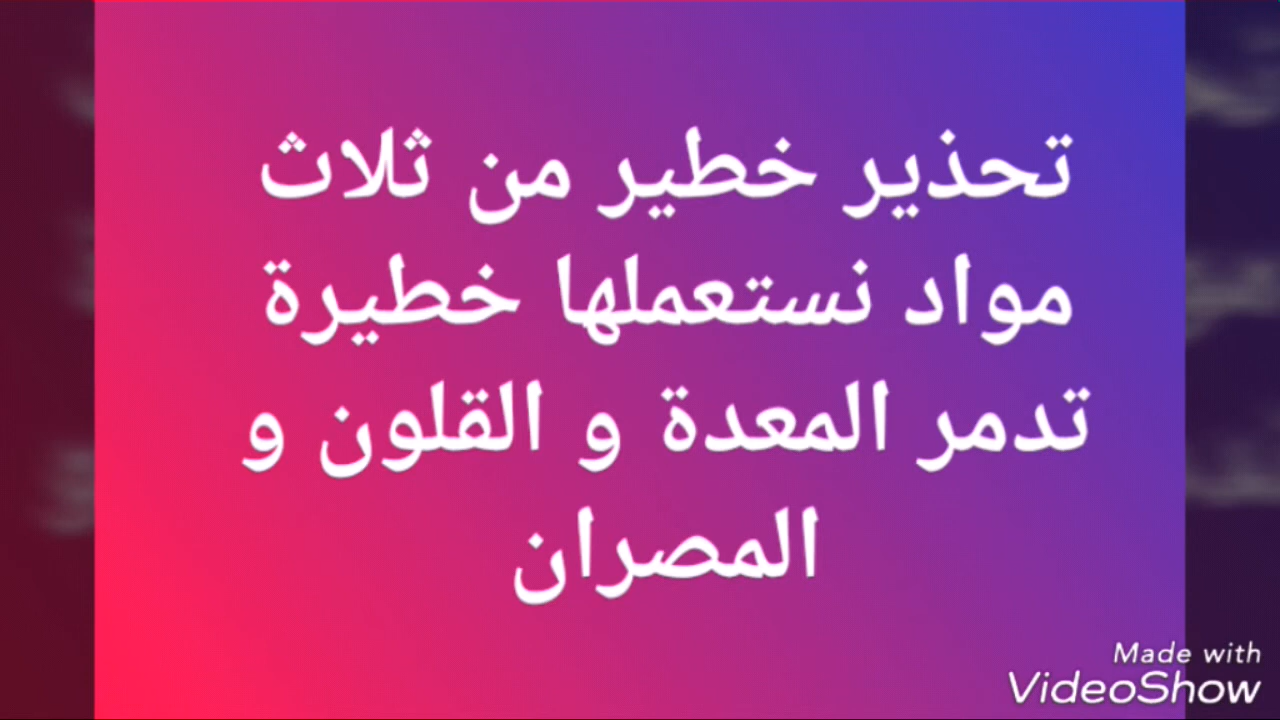 تحذير خطير من ثلاث
مواد نستعملها خطيرة
تدمر المعدة و القلون و
المصران
Made with
VideoShow